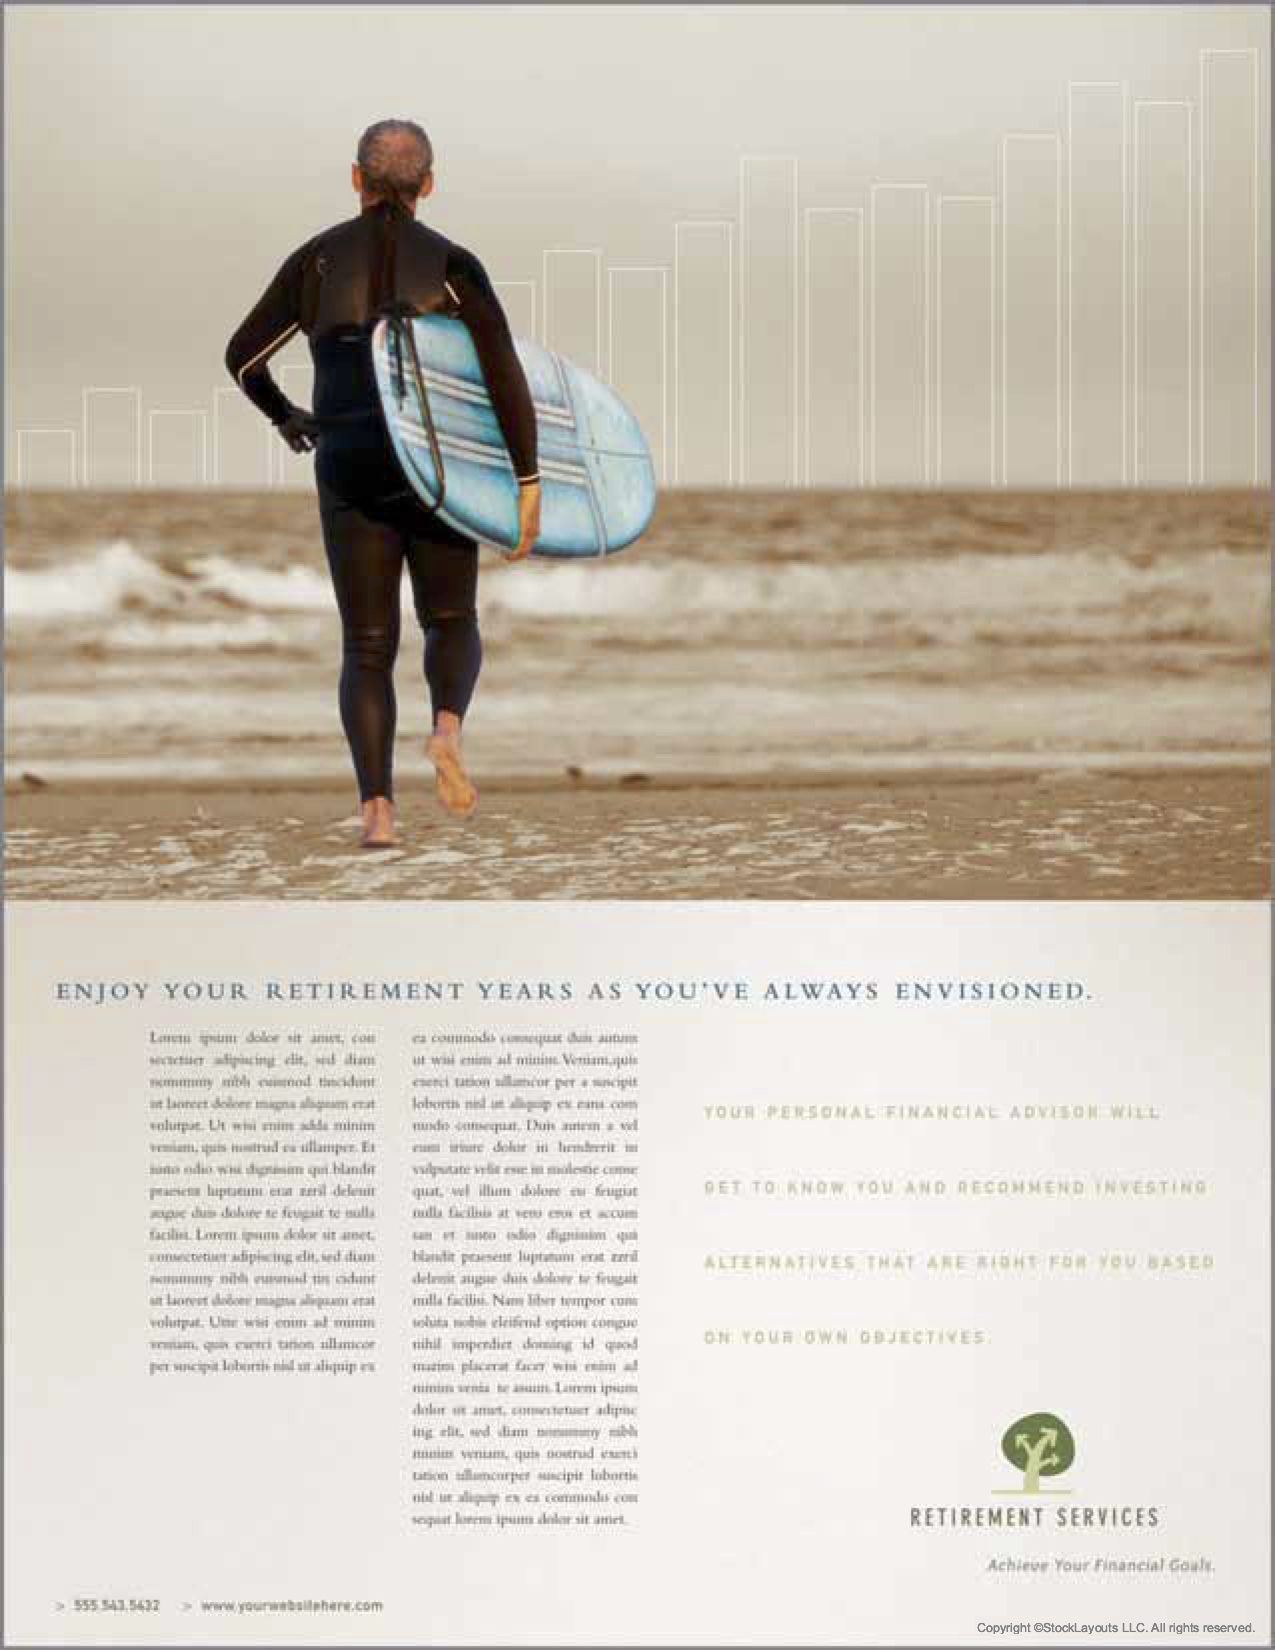 ENJOY YOUR RETIREMENT YEARS AS YOU'VE ALWAYS ENVISIONED.
Lorem ipsum dolor sit amet, con
sectetuer adipiscing elit, sed diam
nonummy nibh euismod tincidunt
ut laoreet dolore magna aliquam erat
volutpat. Ut wisi enim adda minim
veniam, quis nostrud ea ullamper. Et
iusto odio wisi dignissim qui blandit
praesent luptatum erat zzril delenit
augue duis dolore te feugait te nulla
facilisi. Lorem ipsum dolor sit amet,
consectetuer adipiscing elit, sed diam
nonummy nibh euismod tin cidunt
ut laoreet dolore magna aliquam erat
volutpat. Utte wisi enim ad minim
veniam, quis exerci tation ullamcor
per suscipit lobortis nisl ut aliquip ex
ea commodo consequat duis autum
ut wisi enim ad minim. Veniam,quis
exerci tation ullamcor per a suscipit
lobortis nisl ut aliquip ex eana com
modo consequat. Duis autem a vel
eum iriure dolor in hendrerit in
vulputate velit esse in molestie conse
quat, vel illum dolore eu feugiat
nulla facilisis at vero eros et accum
san et iusto odio dignissim qui
blandit praesent luptatum erat zzril
delenit augue duis dolore te feugait
nulla facilisi. Nam liber tempor cum
soluta nobis eleifend option congue
nihil imperdiet doming id quod
mazim placerat facer wisi enim ad
minim venia te assum. Lorem ipsum
dolor sit amet, consectetuer adipisc
ing elit, sed diam nonummy nibh
minim veniam, quis nostrud exerci
tation ullamcorper suscipit lobortis
nisl ut aliquip ex ea commodo con
sequat lorem ipsum dolor sit amet.
YOUR PERSONAL FINANCIAL ADVISOR WILL
GET TO KNOW YOU AND RECOMMEND INVESTING
ALTERNATIVES THAT ARE RIGHT FOR YOU BASED
ON YOUR OWN OBJECTIVES.
RETIREMENT SERVICES
Achieve Your Financial Goals.
> 555.543.5432 > www.yourwebsitehere.com
Copyright ©StockLayouts LLC. All rights reserved.